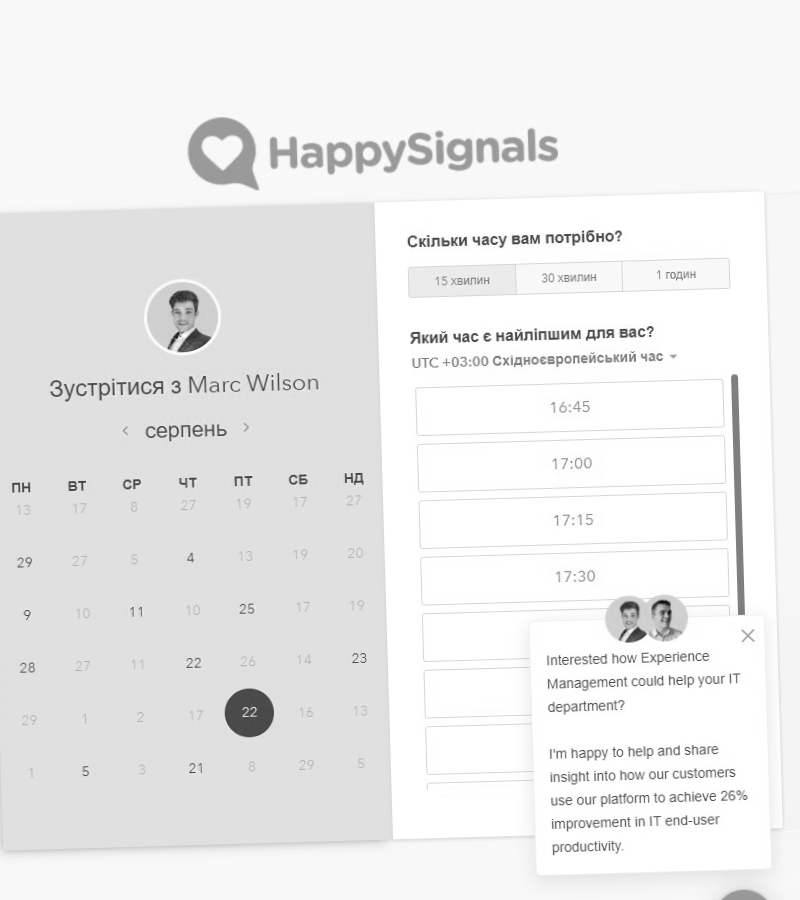 HappySignals
Зустрітися з Marc Wilson
серпень
ПН ВТ СР ЧТ ПТ СБ НД
13 17 8 27 19 17 27
29 27 5 4 13 19 20
9 10 11 10 25 17 19
28 27 11 22 26 14 23
29 1 2 17 22 16 13
1 5 3 21 8 29 5
Скільки часу вам потрібно?
15 хвилин 30 хвилин 1 годин
Який час є найліпшим для вас?
UTC +03:00 Східноєвропейський час
16:45
17:00
17:15
17:30
Interested how Experience
Management could help your IT
department?
I'm happy to help and share
insight into how our customers
use our platform to achieve 26%
improvement in IT end-user
productivity.